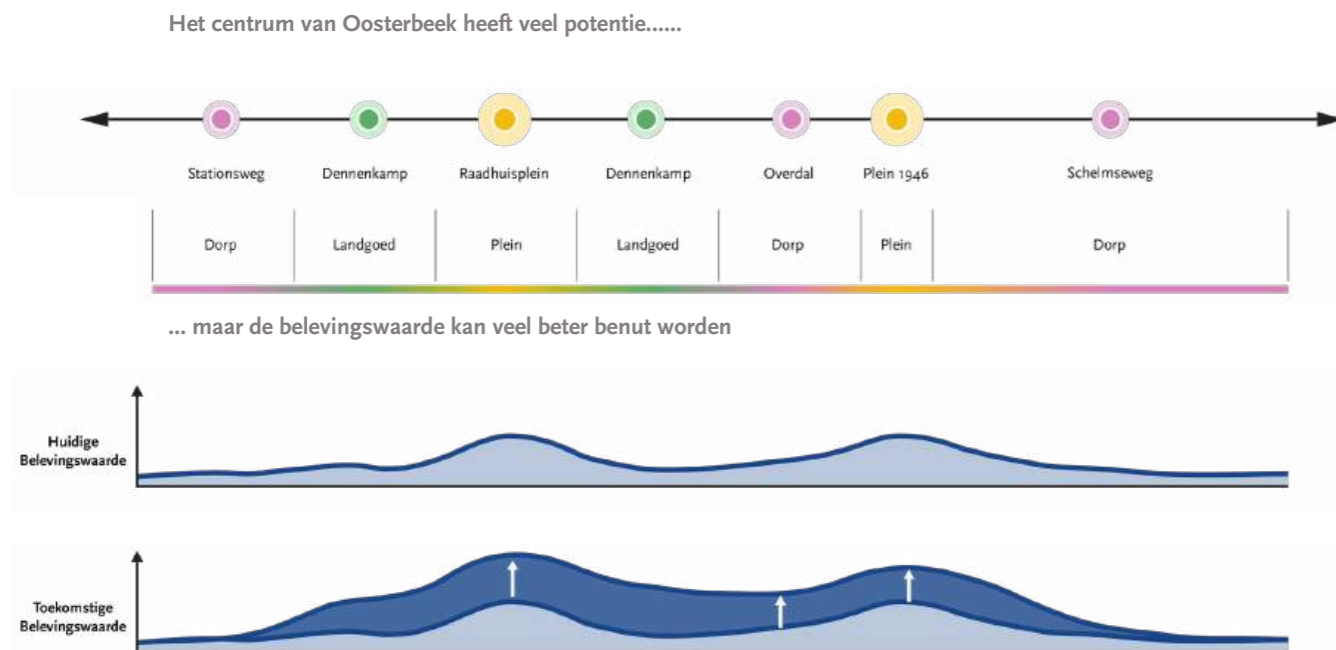 Het centrum van Oosterbeek heeft veel potentie......
Stationsweg Dennenkamp Raadhuisplein Dennenkamp Overdal Plein 1946 Schelmseweg
Dorp Landgoed Plein Landgoed Dorp Plein Dorp
... maar de belevingswaarde kan veel beter benut worden
Huidige
Belevingswaarde
Toekomstige
Belevingswaarde